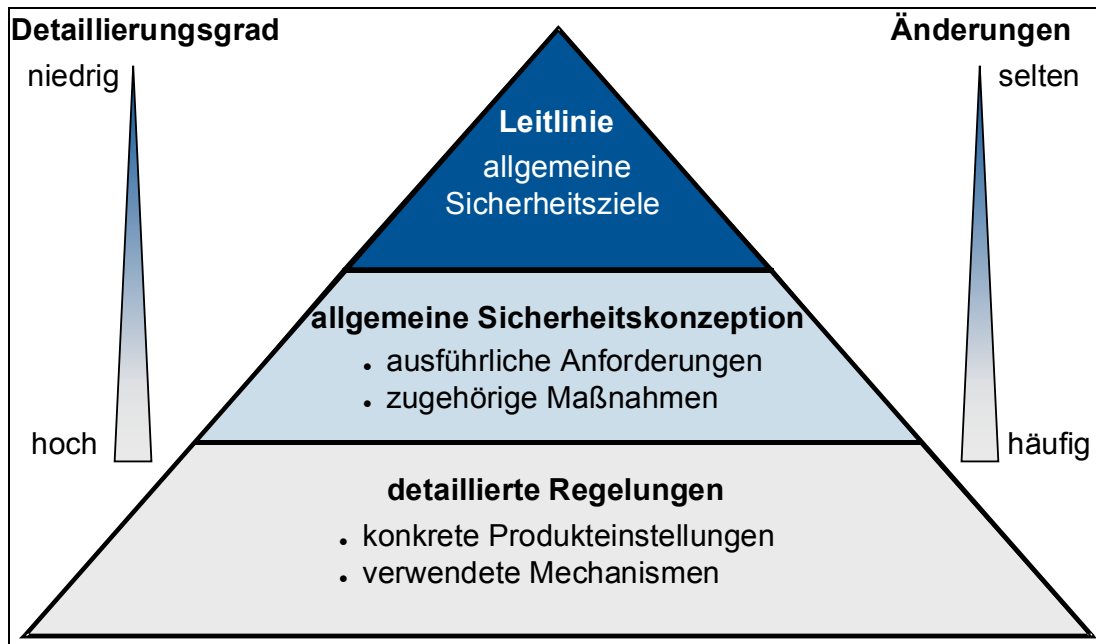 Detaillierungsgrad
niedrig
hoch
Änderungen
selten
häufig
Leitlinie
allgemeine
Sicherheitsziele
allgemeine Sicherheitskonzeption
• ausführliche Anforderungen
• zugehörige Maßnahmen
detaillierte Regelungen
• konkrete Produkteinstellungen
• verwendete Mechanismen